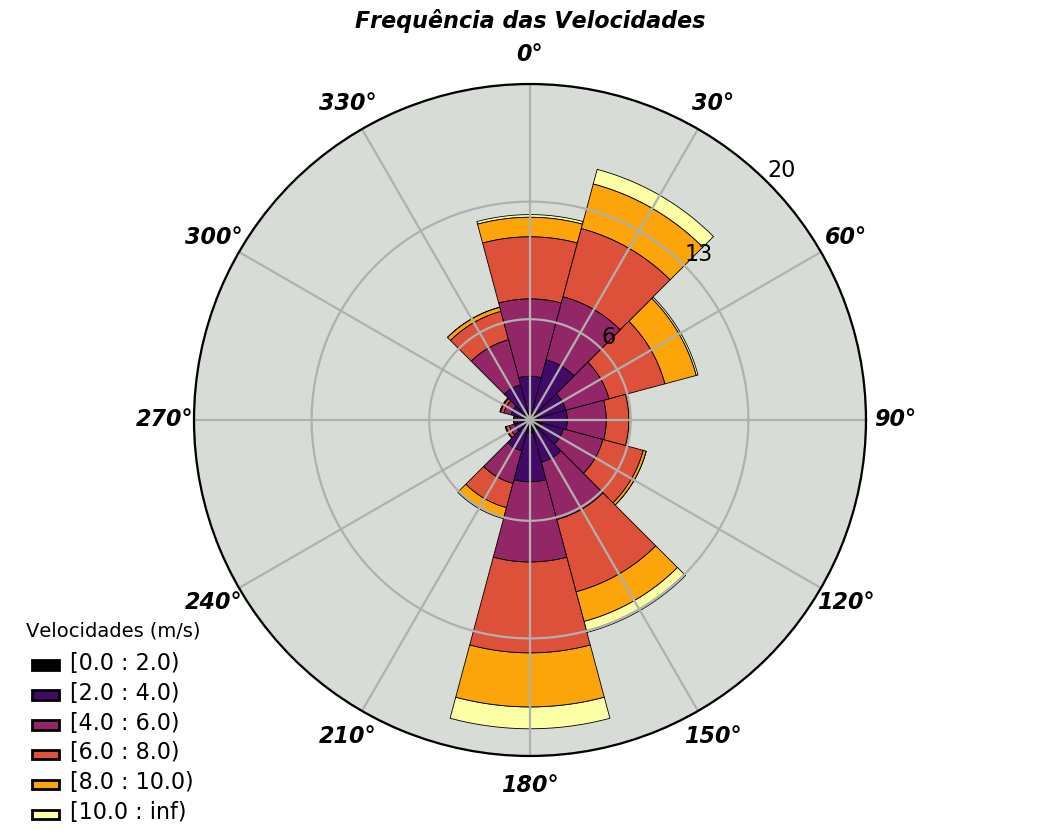 Frequência das Velocidades
0°
330°
30°
20
300°
60°
13
6
270°
90°
240°
120°
210°
150°
180°
Velocidades (m/s)
[0.0 : 2.0)
[2.0 : 4.0)
[4.0 : 6.0)
[6.0 : 8.0)
[8.0 : 10.0)
[10.0 : inf)